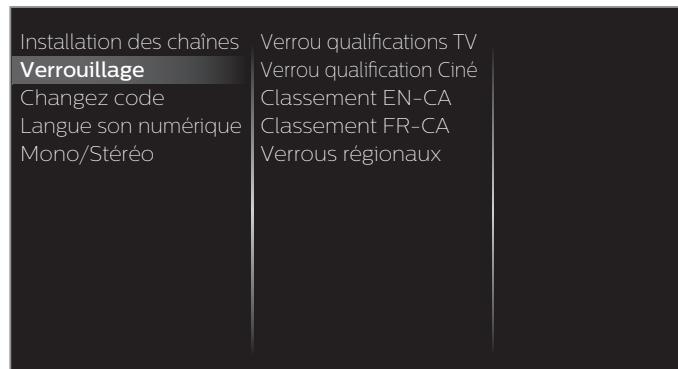 Installation des chaînes
Verrouillage
Changez code
Langue son numérique
Mono/Stéréo
Verrou qualifications TV
Verrou qualification Ciné
Classement EN-CA
Classement FR-CA
Verrous régionaux